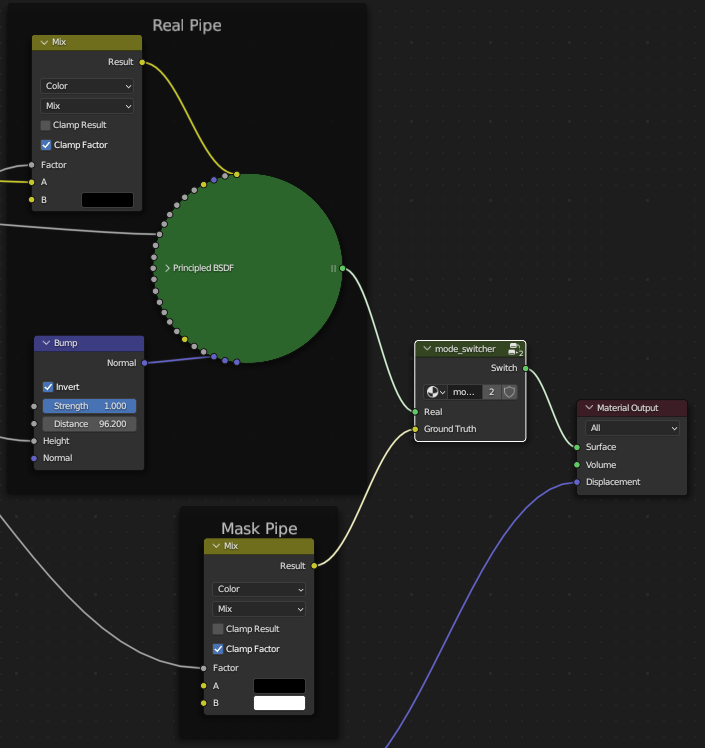 Real Pipe
Mix
Result
Color
Mix
Clamp Result
Clamp Factor
Factor
A
B
Principled BSDF
Bump
Normal
Invert
Strength 1.000
Distance 96.200
Height
Normal
mode_switcher
2
Switch
mo... 2
Real
Ground Truth
Material Output
All
Surface
Volume
Displacement
Mask Pipe
Mix
Result
Color
Mix
Clamp Result
Clamp Factor
Factor
A
B